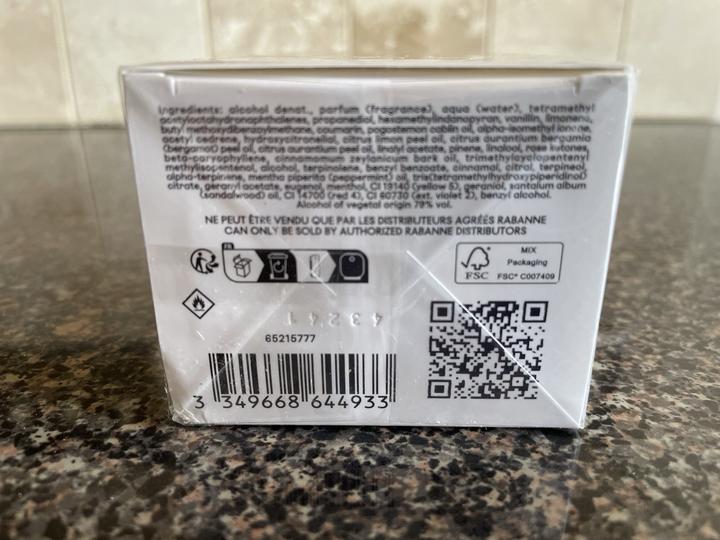 Ingredients: alcohol denat., parfum (fragrance), aqua (water), tetramethyl
acetyloctahydronaphthalenes, propanediol, hexamethylindanopyran, vanillin, limonene,
butyl methoxydibenzoylmethane, coumarin, pogostemon cablin oil, alpha-isomethyl ionone,
acetyl cedrene, hydroxycitronellal, citrus limon peel oil, citrus aurantium bergamia
(bergamot) peel oil, citrus aurantium peel oil, linalyl acetate, pinene, linalool, rose ketones,
beta-caryophyllene, cinnamomum zeylanicum bark oil, trimethylcyclopentenyl
methylisopentenol, alcohol, terpinolene, benzyl benzoate, cinnamal, citral, terpineol,
alpha-terpinene, mentha piperita (peppermint) oil, tris(tetramethylhydroxypiperidinol)
citrate, geranyl acetate, eugenol, menthol, CI 19140 (yellow 5), geraniol, santalum album
(sandalwood) oil, CI 14700 (red 4), CI 60730 (ext. violet 2), benzyl alcohol.
Alcohol of vegetal origin 79% vol.
NE PEUT ÊTRE VENDU QUE PAR LES DISTRIBUTEURS AGRÉÉS RABANNE
CAN ONLY BE SOLD BY AUTHORIZED RABANNE DISTRIBUTORS
FR
MIX
Packaging
FSC
FSC® C007409
43241
65215777
3 349668 644933